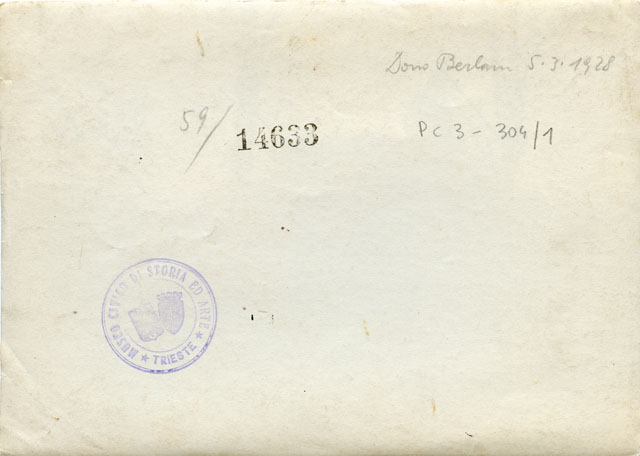 Dono Berlam 5.3.1928
59/
14633
PC 3 - 304/1
MUSEO CIVICO DI STORIA ED ARTE
★ TRIESTE ★